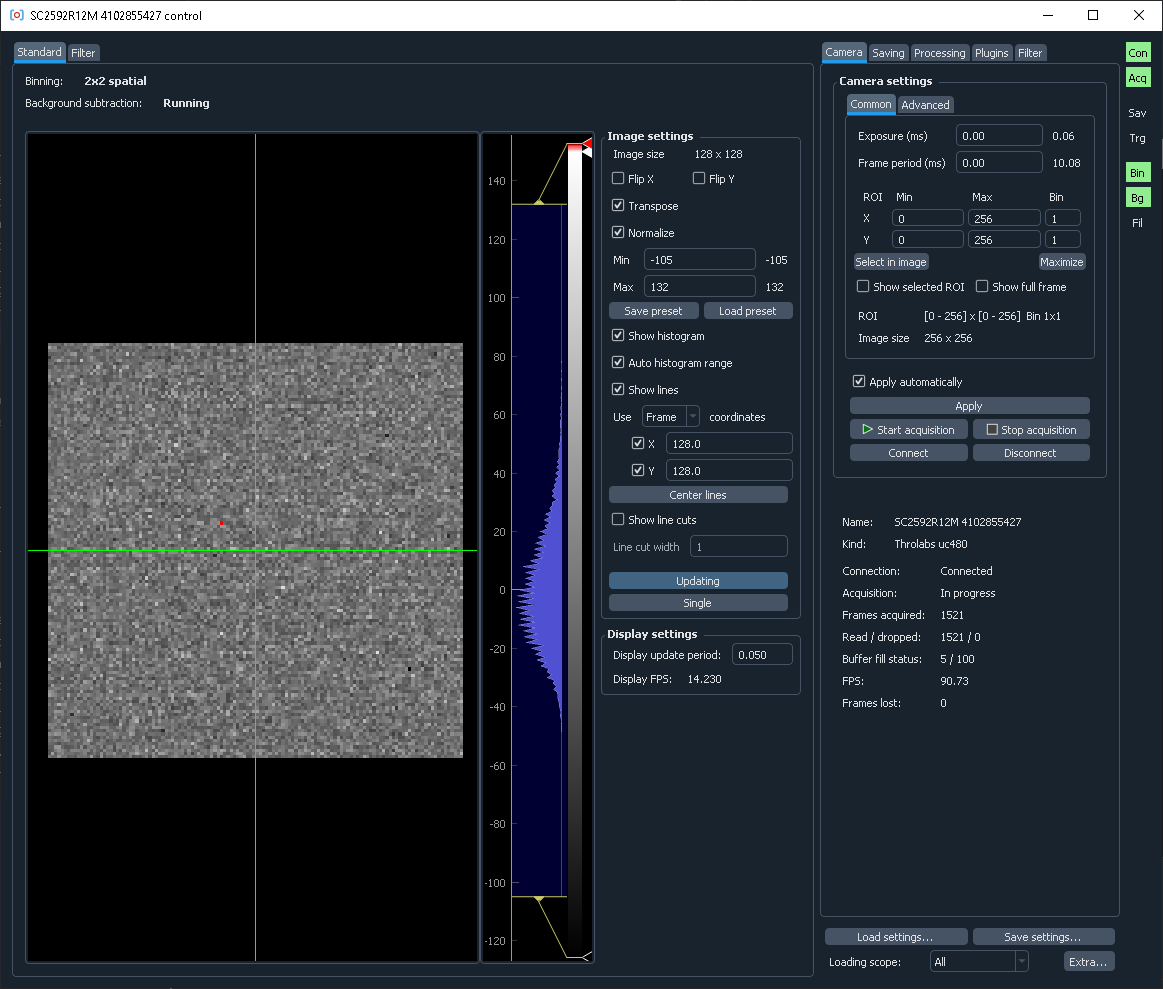 SC2592R12M 4102855427 control
Standard Filter
Binning: 2x2 spatial
Background subtraction: Running
140
120
100
80
60
40
20
0
-20
-40
-60
-80
-100
-120
Image settings
Image size 128 x 128
Flip X Flip Y
Transpose
Normalize
Min -105 -105
Max 132 132
Save preset Load preset
Show histogram
Auto histogram range
Show lines
Use Frame coordinates
X 128.0
Y 128.0
Center lines
Show line cuts
Line cut width 1
Updating
Single
Display settings
Display update period: 0.050
Display FPS: 14.230
Camera Saving Processing Plugins Filter
Camera settings
Common Advanced
Exposure (ms) 0.00 0.06
Frame period (ms) 0.00 10.08
ROI Min Max Bin
X 0 256 1
Y 0 256 1
Select in image Maximize
Show selected ROI Show full frame
ROI [0 - 256] x [0 - 256] Bin 1x1
Image size 256 x 256
Apply automatically
Apply
Start acquisition Stop acquisition
Connect Disconnect
Name: SC2592R12M 4102855427
Kind: Throlabs uc480
Connection: Connected
Acquisition: In progress
Frames acquired: 1521
Read / dropped: 1521 / 0
Buffer fill status: 5 / 100
FPS: 90.73
Frames lost: 0
Load settings... Save settings...
Loading scope: All Extra...
Con
Acq
Sav
Trg
Bin
Bg
Fil